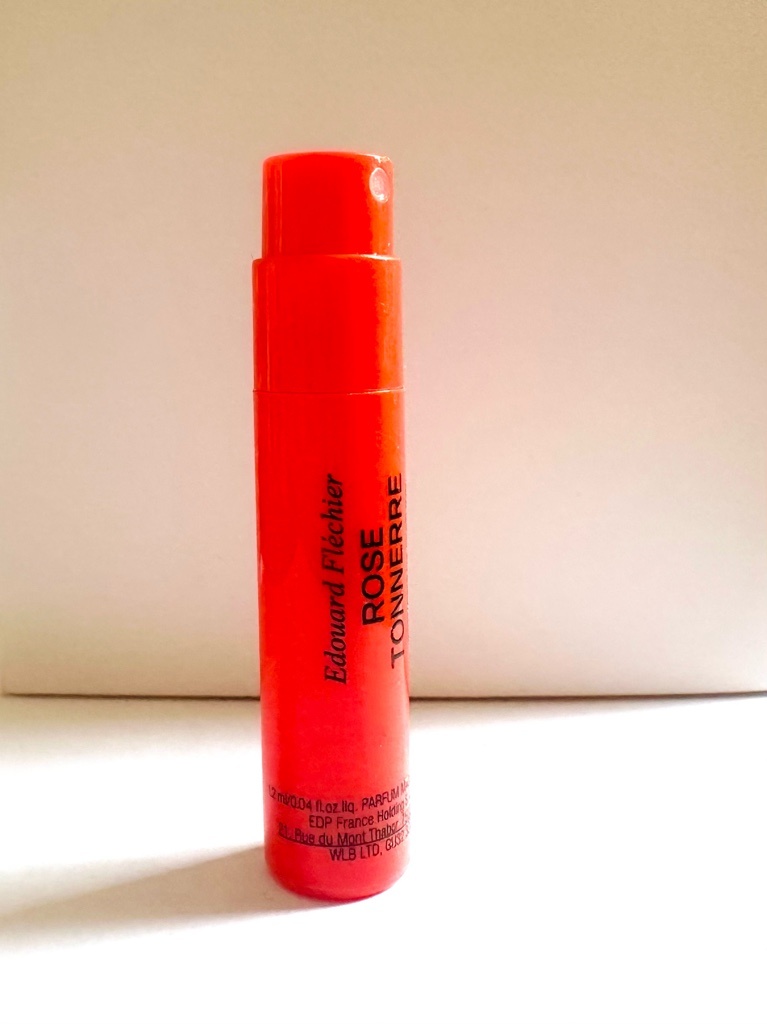 Edouard Fléchier
ROSE
TONNERRE
1.2 ml/0.04 fl.oz.liq. PARFUM
EDP France Holding
Rue du Mont Thabor
WLB LTD,